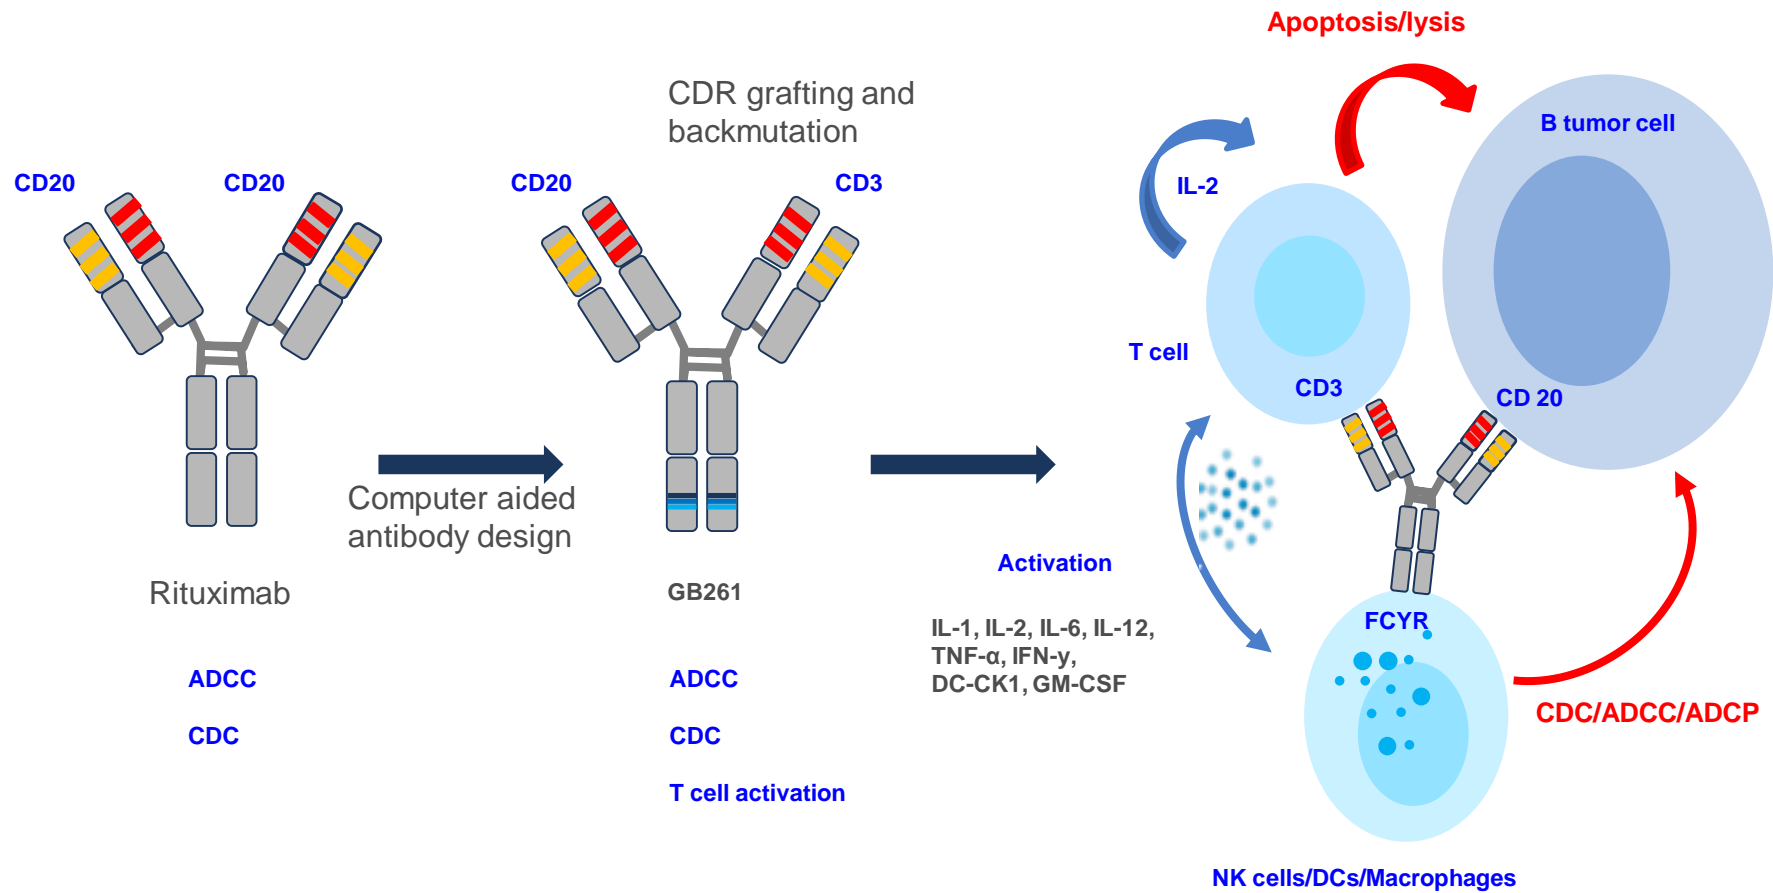 Apoptosis/lysis
CDR grafting and
backmutation
B tumor cell
CD20
CD20
CD20
CD3
IL-2
T cell
CD3
CD 20
Computer aided
antibody design
Rituximab
GB261
Activation
IL-1, IL-2, IL-6, IL-12,
TNF-α, IFN-y,
DC-CK1, GM-CSF
FCYR
ADCC
ADCC
CDC/ADCC/ADCP
CDC
CDC
T cell activation
NK cells/DCs/Macrophages